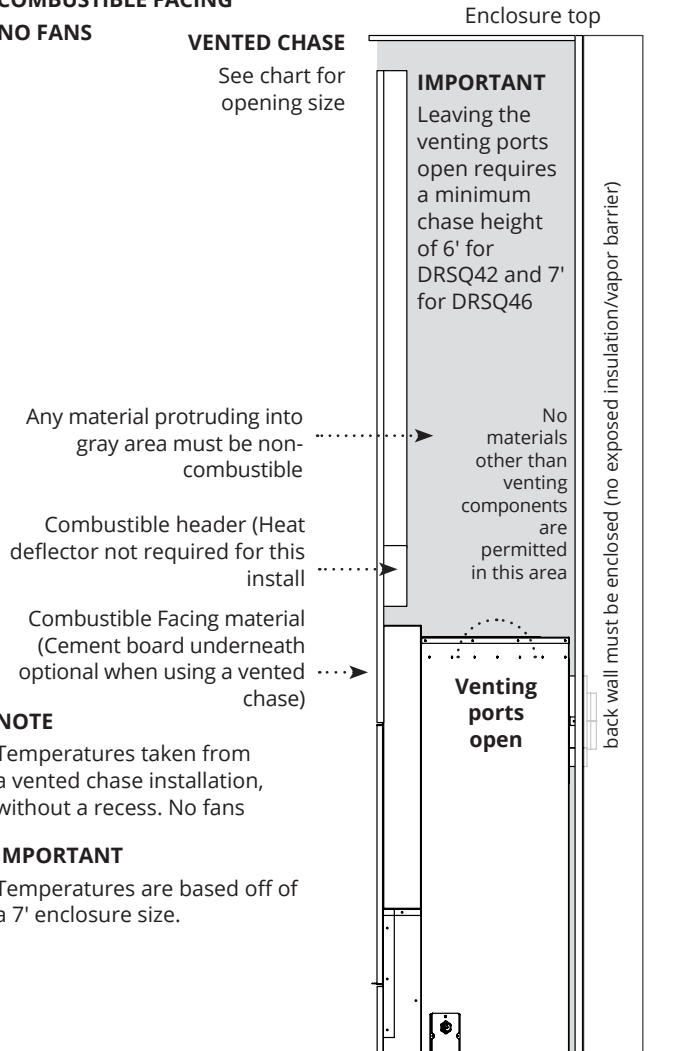 COMBUSTIBLE FACING
NO FANS
VENTED CHASE
See chart for
opening size
Enclosure top
IMPORTANT
Leaving the
venting ports
open requires
a minimum
chase height
of 6' for
DRSQ42 and 7'
for DRSQ46
back wall must be enclosed (no exposed insulation/vapor barrier)
Any material protruding into
gray area must be non-
combustible
No
materials
other than
venting
components
are
permitted
in this area
Combustible header (Heat
deflector not required for this
install
Combustible Facing material
(Cement board underneath
optional when using a vented
chase)
Venting
ports
open
NOTE
Temperatures taken from
a vented chase installation,
without a recess. No fans
IMPORTANT
Temperatures are based off of
a 7' enclosure size.